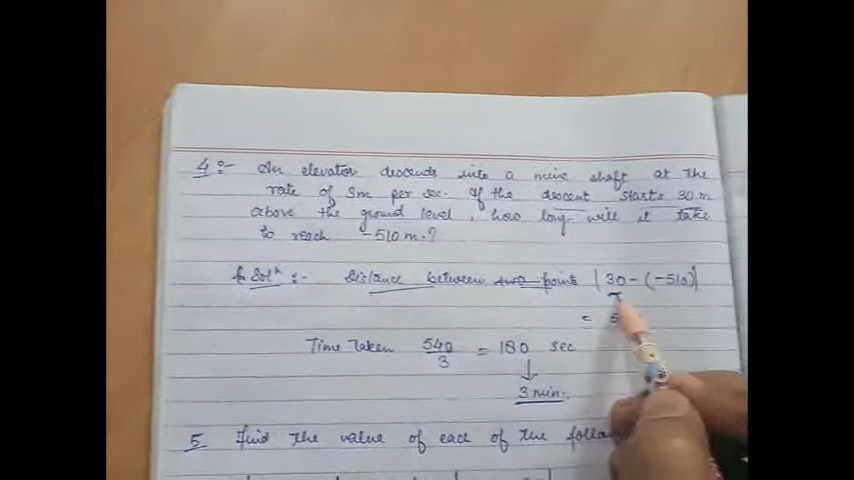 4:- An elevator descends into a mine shaft at the
rate of 3m per sec. If the descent starts 30 m
above the ground level, how long will it take
to reach -510 m.?
Solⁿ :- distance between two points |30-(-510)|
= 5
Time Taken 540/3 = 180 sec
↓
3 min.
5 Find the value of each of the